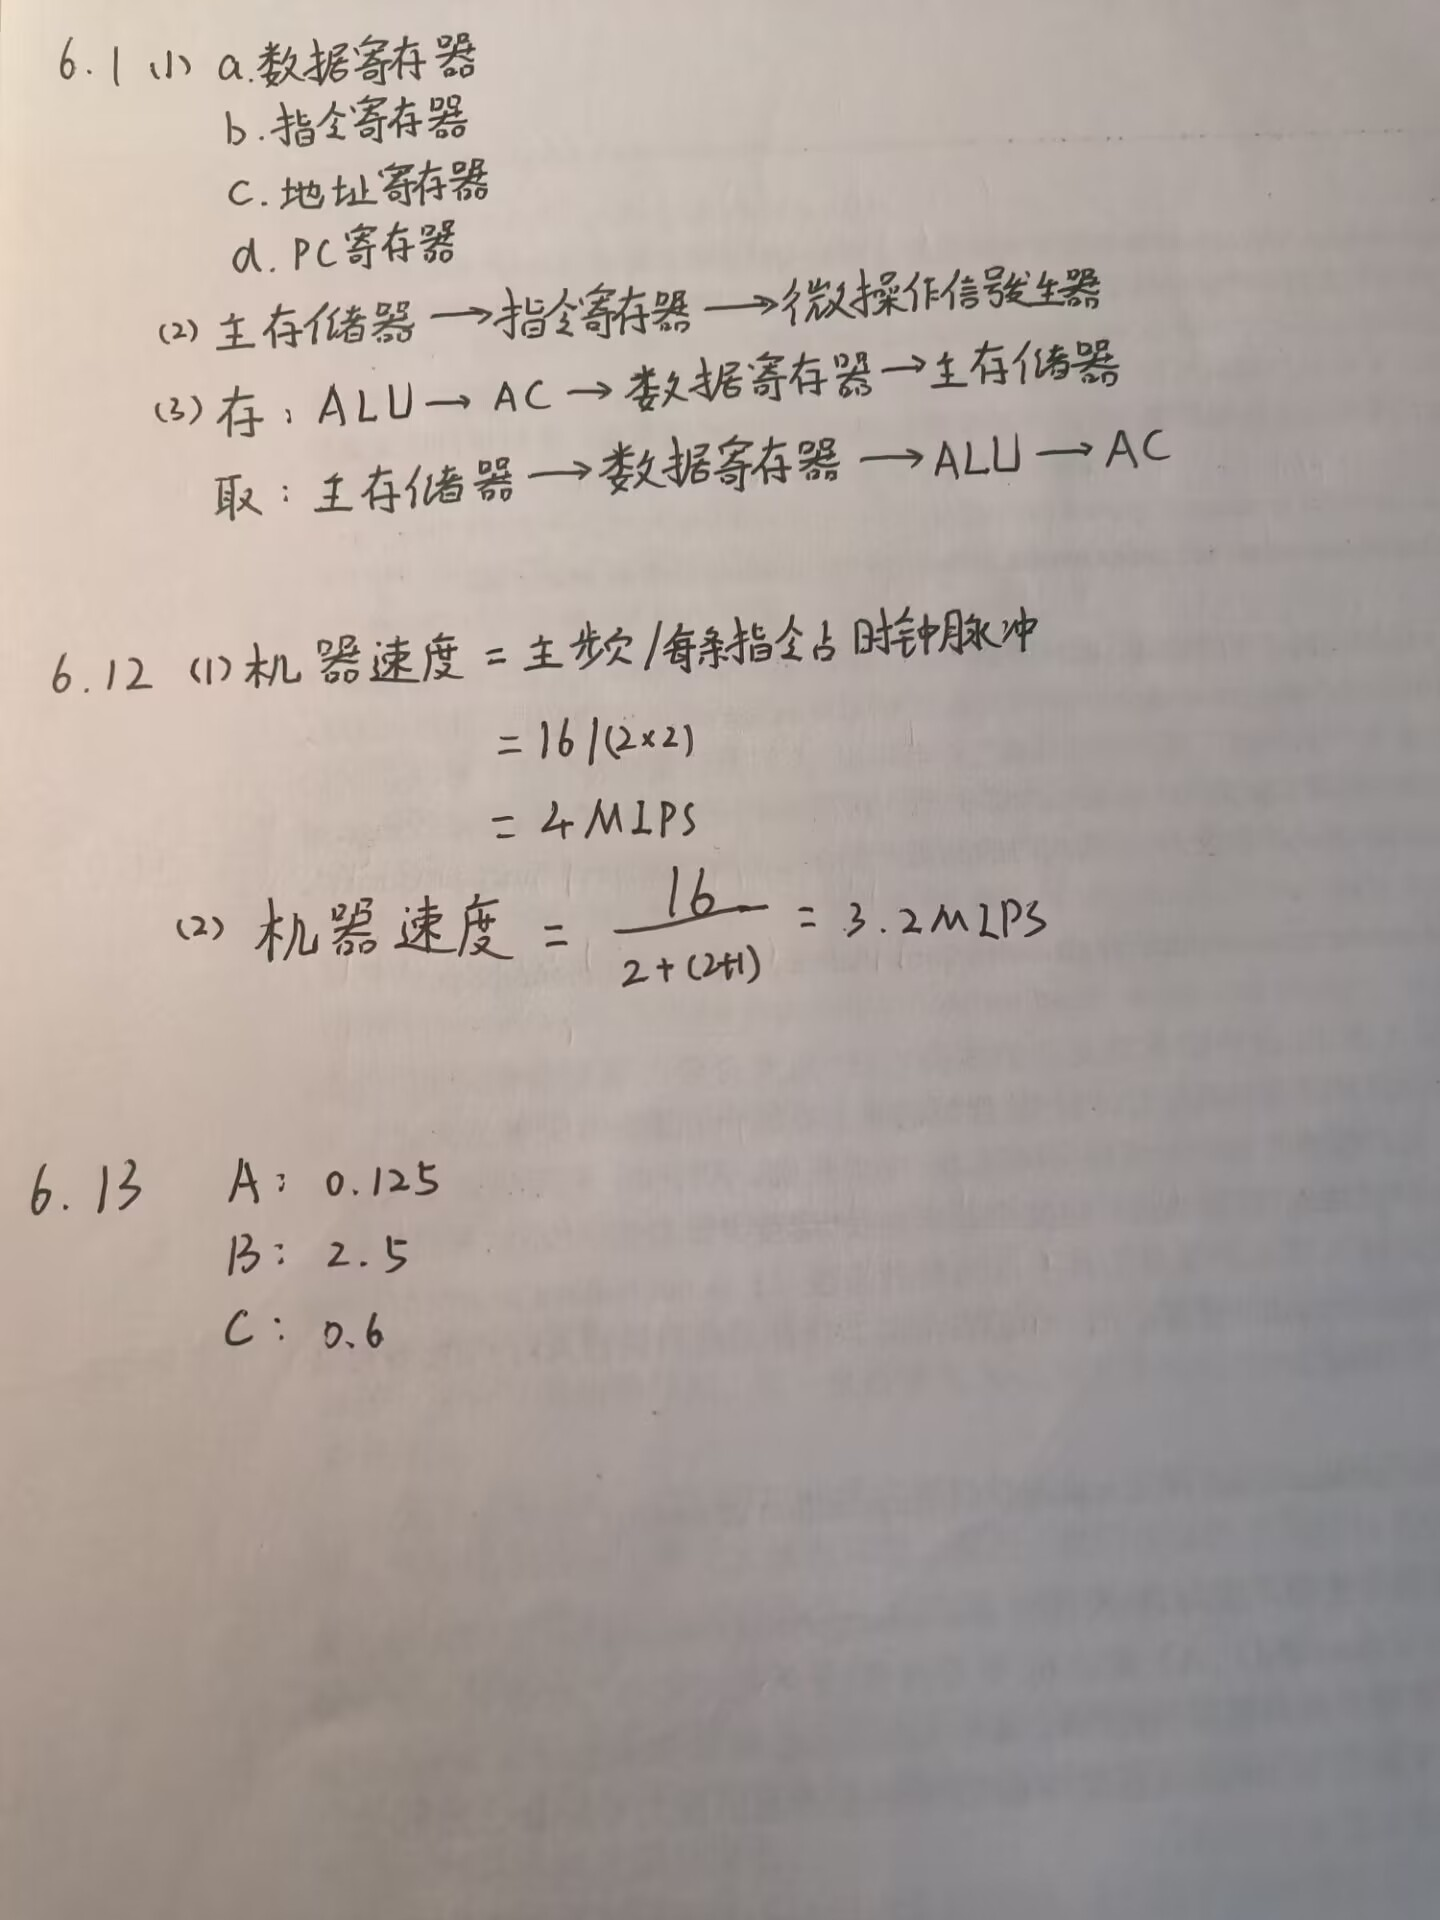 6.1 (1) a.数据寄存器
b.指令寄存器
c.地址寄存器
d.PC寄存器
(2) 主存储器→指令寄存器→微操作信号发生器
(3) 存：ALU→AC→数据寄存器→主存储器
取：主存储器→数据寄存器→ALU→AC
6.12 (1) 机器速度=主频/每条指令占时钟脉冲
=16/(2×2)
=4MIPS
(2) 机器速度=16/2+(2+1)=3.2MIPS
6.13 A：0.125
B：2.5
C：0.6